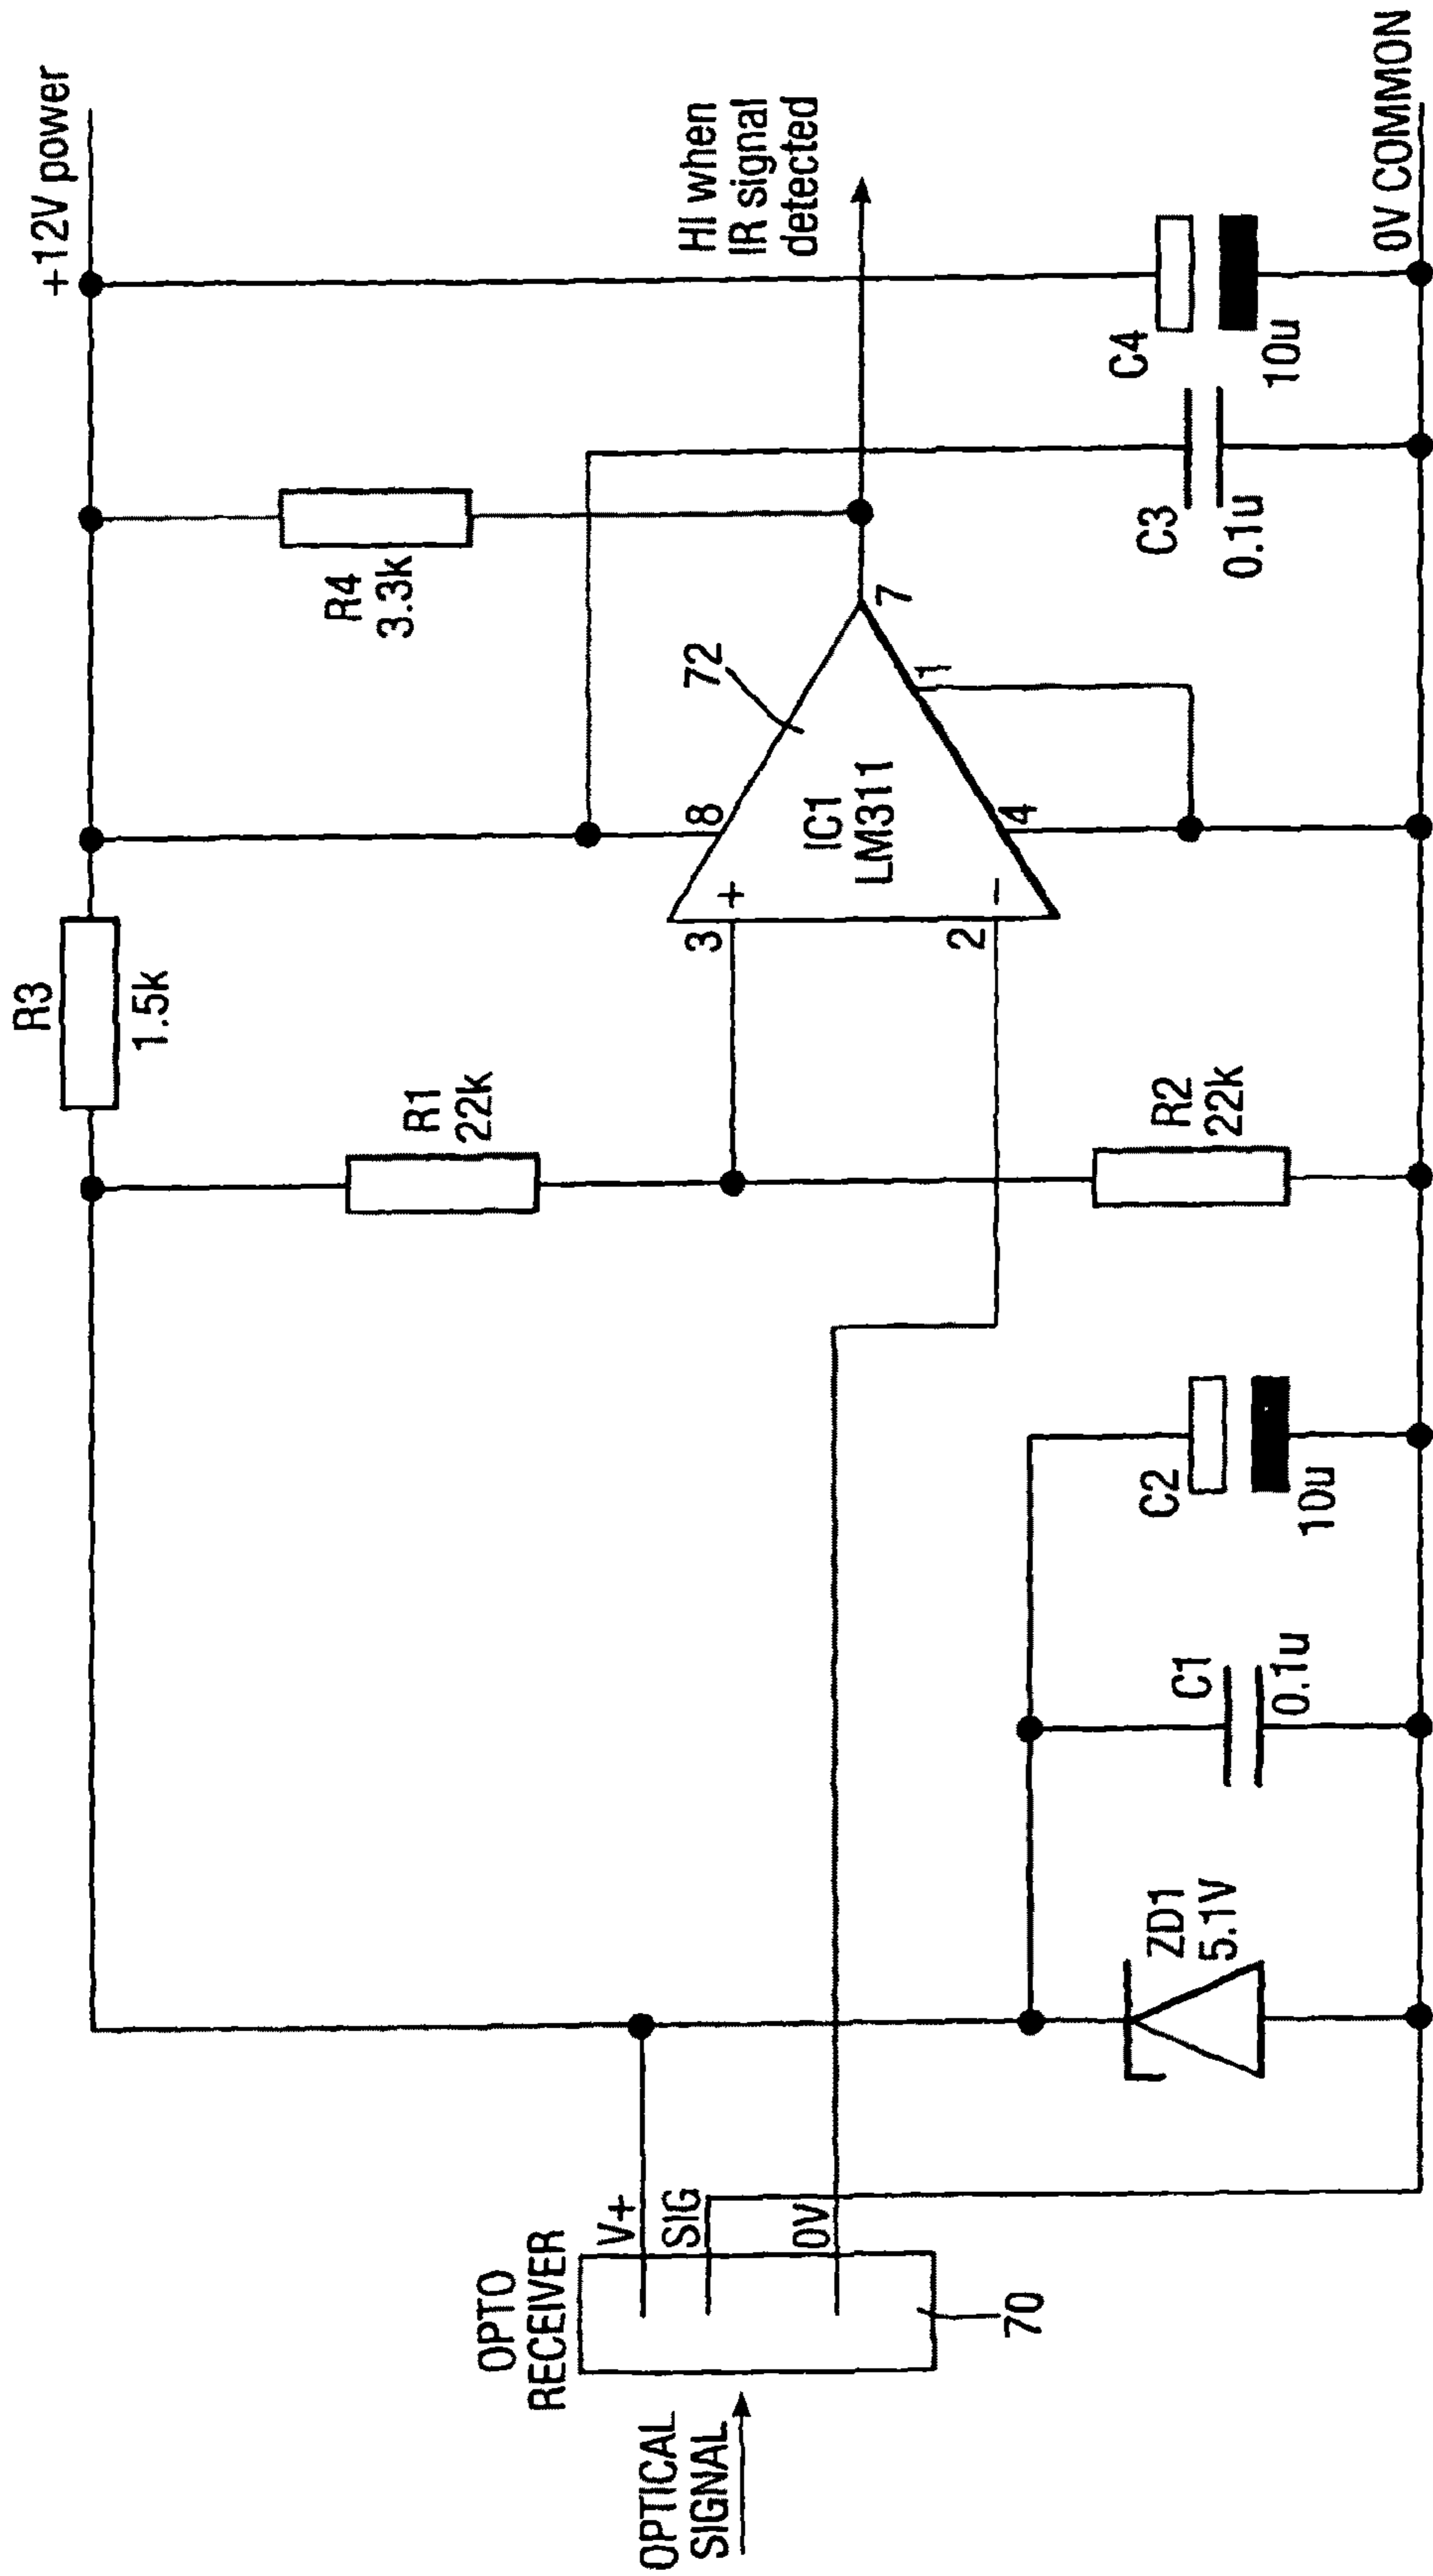 +12V power
R3
1.5k
R4
3.3k
R1
22k
HI when
IR signal
detected
72
8
3
+
IC1
LM311
7
1
2
-
4
OPTO
RECEIVER
V+
SIG
0V
OPTICAL
SIGNAL
70
ZD1
5.1V
C1
0.1u
C2
10u
R2
22k
C3
0.1u
C4
10u
0V COMMON